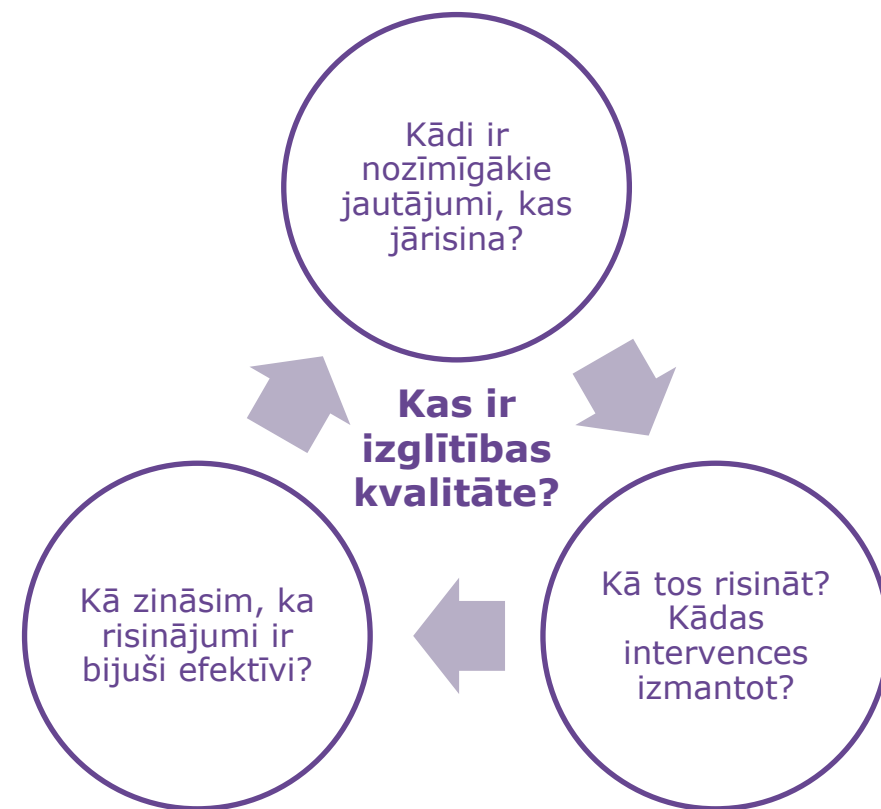 Kādi ir
nozīmīgākie
jautājumi, kas
jārisina?
Kas ir
izglītības
kvalitāte?
Kā tos risināt?
Kādas
intervences
izmantot?
Kā zināsim, ka
risinājumi ir
bijuši efektīvi?